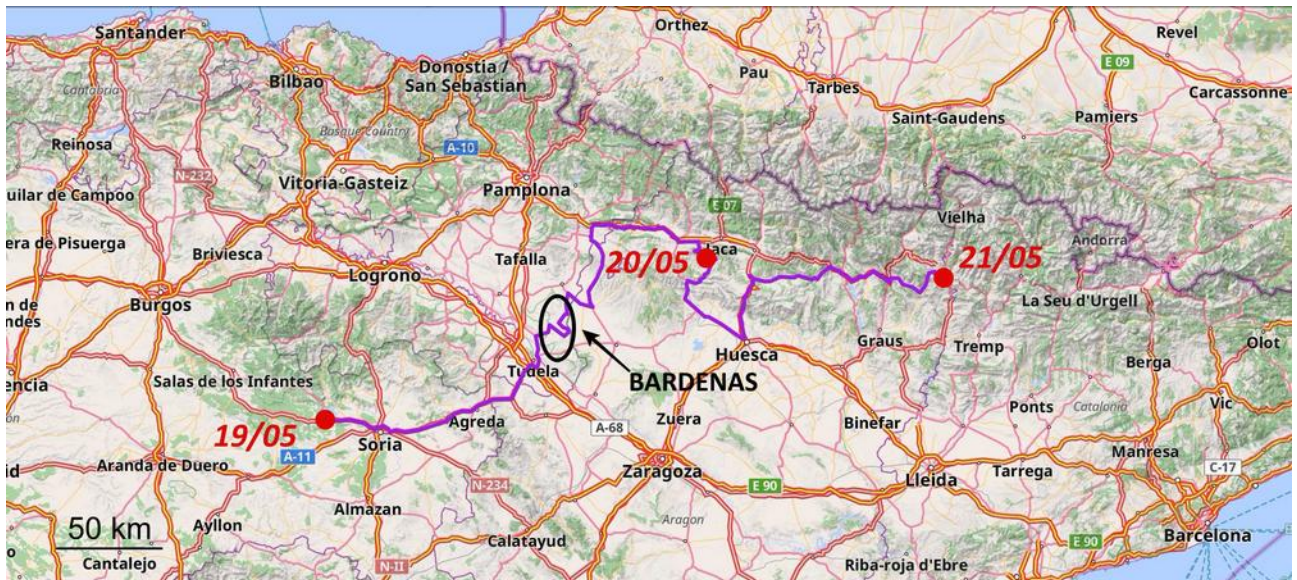 Santander
Orthez
Revel
Bilbao
Donostia /
San Sebastian
Pau
E 09
Tarbes
Carcassonne
Cantabria
Saint-Gaudens
Pamiers
Reinosa
Basque Country
A-10
N-232
Vitoria-Gasteiz
Pamplona
uilar de Campoo
E 07
Vielha
era de Pisuerga
Briviesca
Tafalla
Jaca
Andorra
20/05
21/05
Logrono
Burgos
La Seu d'Urgell
n de
ndes
Huesca
Graus
Tremp
Olot
Berga
encia
Salas de los Infantes
Tudela
BARDENAS
Ponts
Catalonia
Vic
19/05
Agreda
Zuera
Binefar
Soria
A-68
A-11
Manresa
id
Aranda de Duero
Zaragoza
Lleida
Tarrega
C-17
N-234
E 90
Almazan
50 km
Ayllon
Aragon
Calatayud
E 90
Barcelona
Cantalejo
N-II
Riba-roja d'Ebre